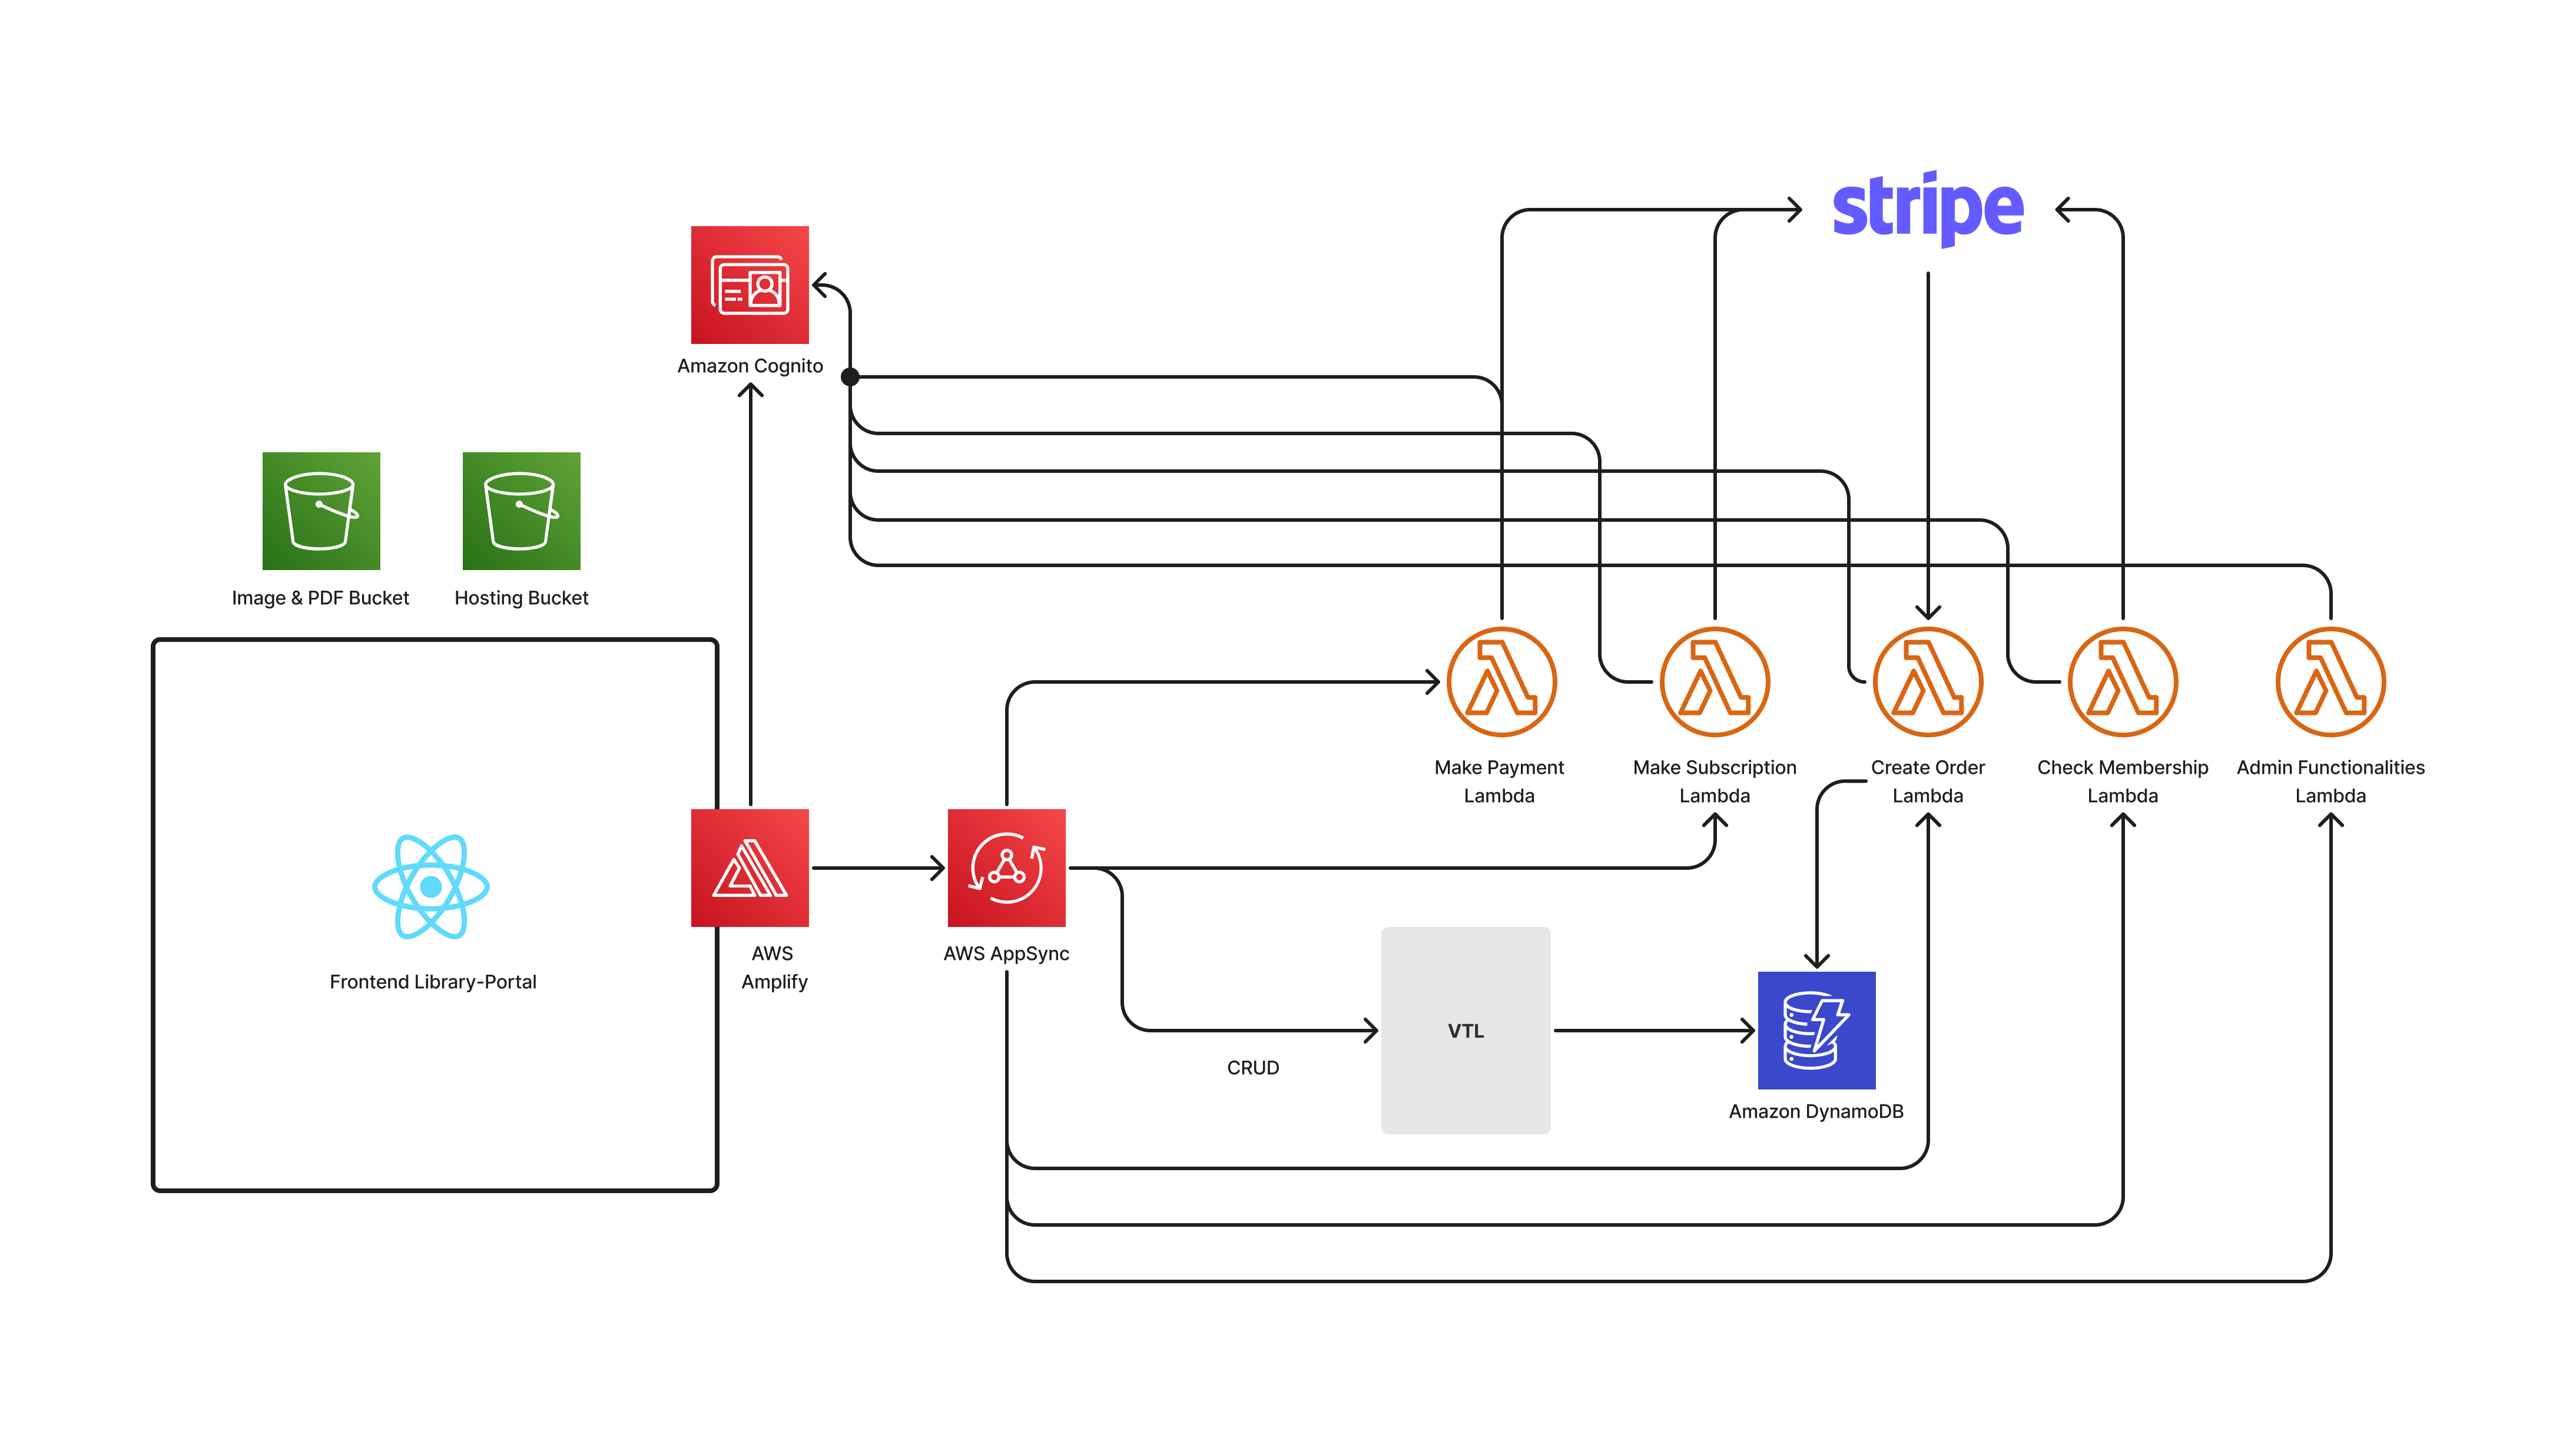 stripe
Amazon Cognito
Image & PDF Bucket
Hosting Bucket
Make Payment
Lambda
Make Subscription
Lambda
Create Order
Lambda
Check Membership
Lambda
Admin Functionalities
Lambda
Frontend Library-Portal
AWS
Amplify
AWS AppSync
CRUD
VTL
Amazon DynamoDB